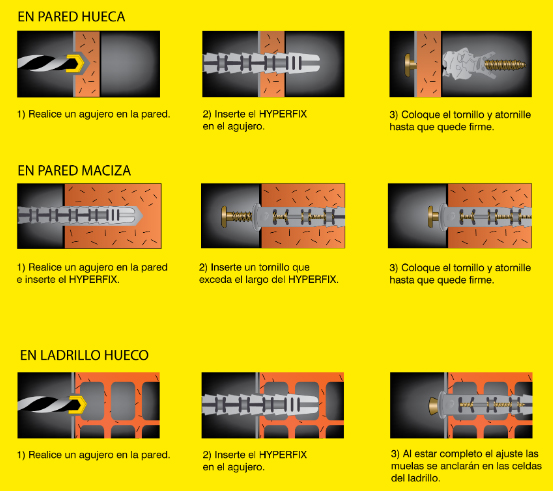 EN PARED HUECA
1) Realice un agujero en la pared.
2) Inserte el HYPERFIX
en el agujero.
3) Coloque el tornillo y atornille
hasta que quede firme.
EN PARED MACIZA
1) Realice un agujero en la pared
e inserte el HYPERFIX.
2) Inserte un tornillo que
exceda el largo del HYPERFIX.
3) Coloque el tornillo y atornille
hasta que quede firme.
EN LADRILLO HUECO
1) Realice un agujero en la pared.
2) Inserte el HYPERFIX
en el agujero.
3) Al estar completo el ajuste las
muelas se anclarán en las celdas
del ladrillo.